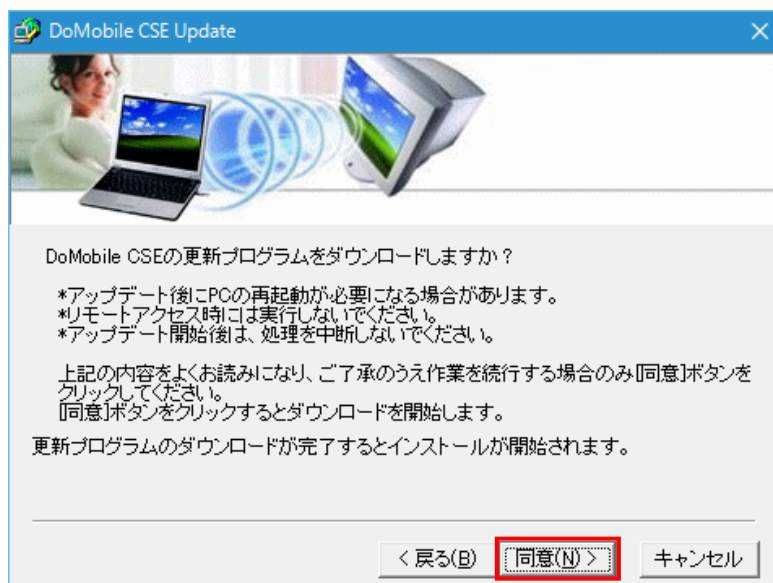 DoMobile CSE Update
DoMobile CSEの更新プログラムをダウンロードしますか？
*アップデート後にPCの再起動が必要になる場合があります。
*リモートアクセス時には実行しないでください。
*アップデート開始後は、処理を中断しないでください。
上記の内容をよくお読みになり、ご了承のうえ作業を続行する場合のみ[同意]ボタンを
クリックしてください。
[同意]ボタンをクリックするとダウンロードを開始します。
更新プログラムのダウンロードが完了するとインストールが開始されます。
< 戻る(B)
同意(N) >
キャンセル